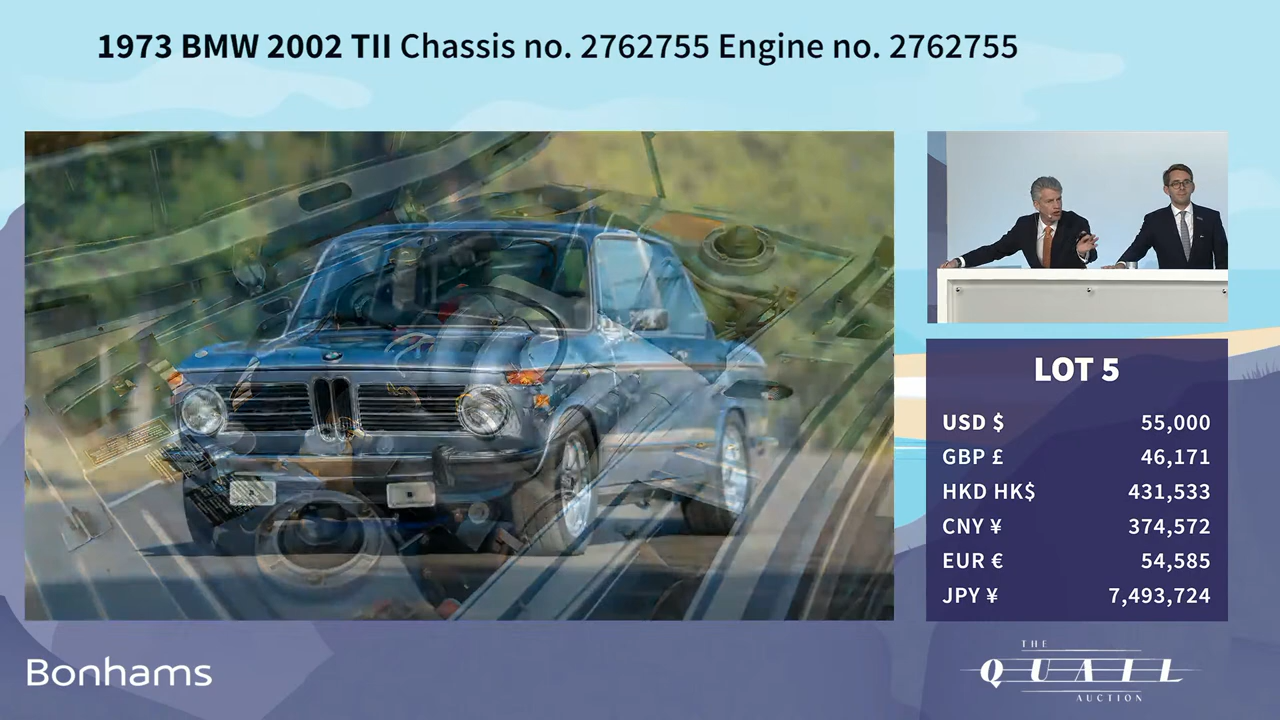 1973 BMW 2002 TII Chassis no. 2762755 Engine no. 2762755
LOT 5
USD $ 55,000
GBP £ 46,171
HKD HK$ 431,533
CNY ¥ 374,572
EUR € 54,585
JPY ¥ 7,493,724
Bonhams
THE
QUAIL
AUCTION